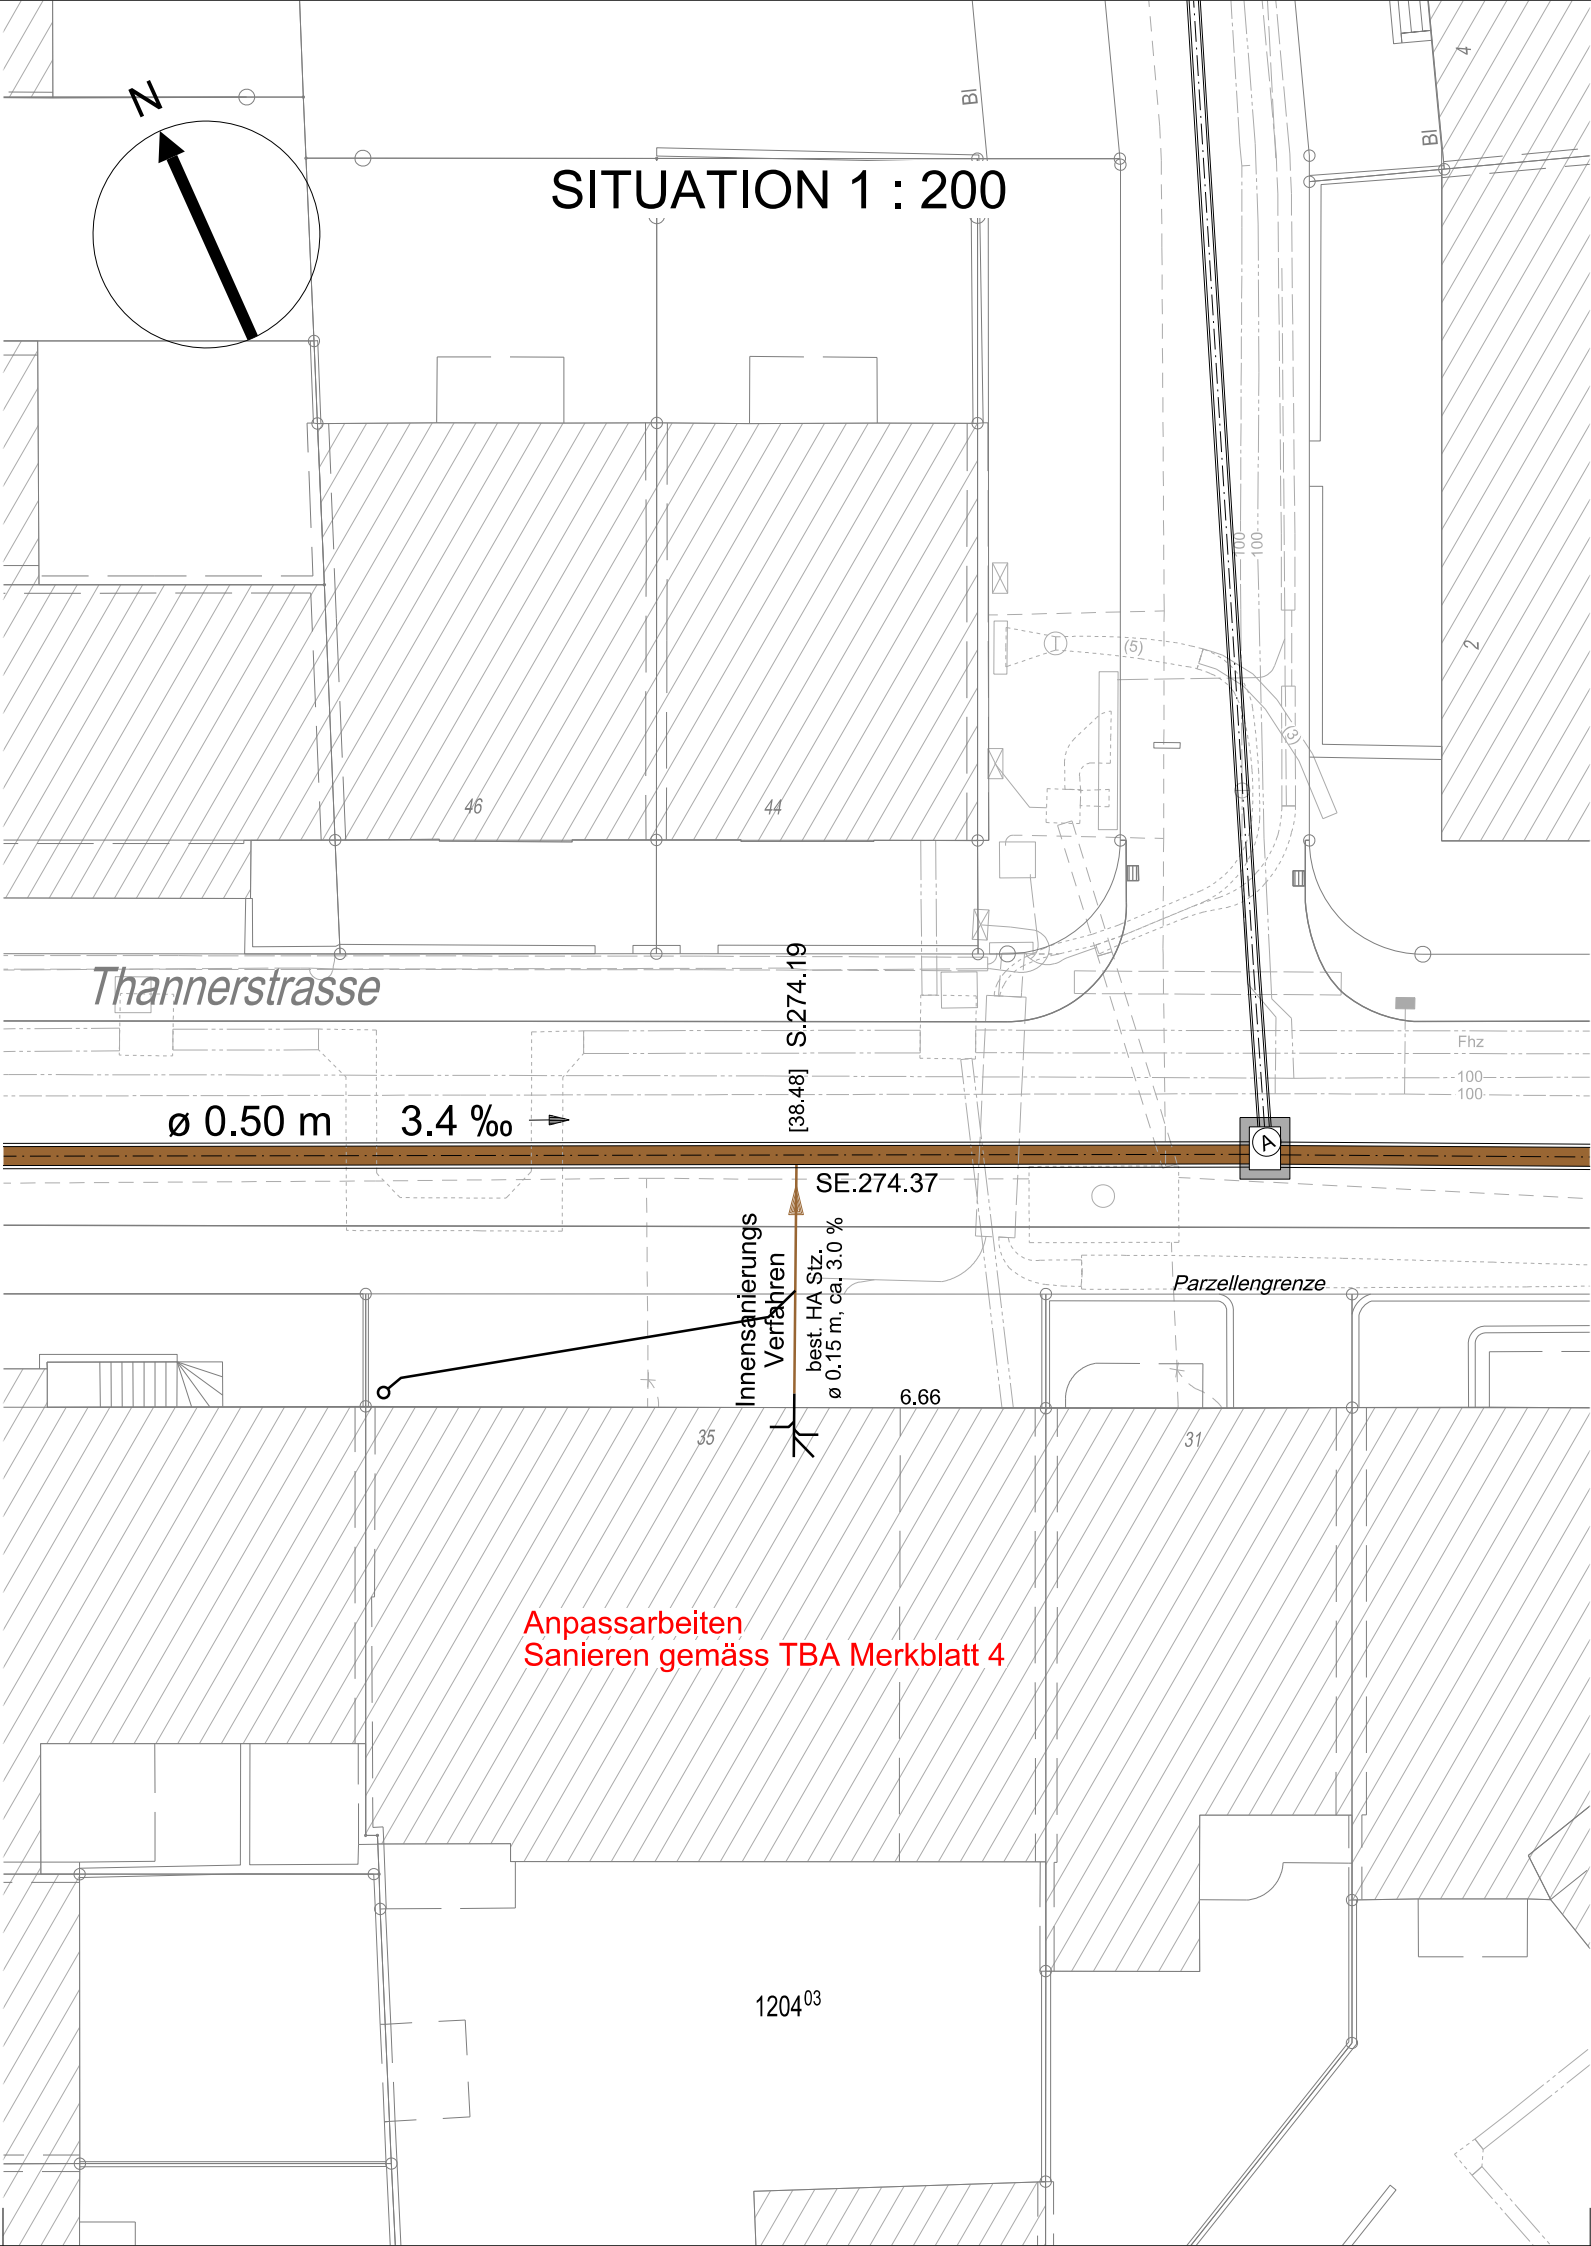 N
4
BI
BI
SITUATION 1 : 200
100
100
2
(5)
I
(3)
46
44
Thannerstrasse
[38.48] S.274.19
Fhz
100
100
ø 0.50 m 3.4 ‰
A
SE.274.37
Innensanierungs
Verfahren
best. HA Stz.
ø 0.15 m, ca. 3.0 %
Parzellengrenze
6.66
35
31
Anpassarbeiten
Sanieren gemäss TBA Merkblatt 4
1204⁰³